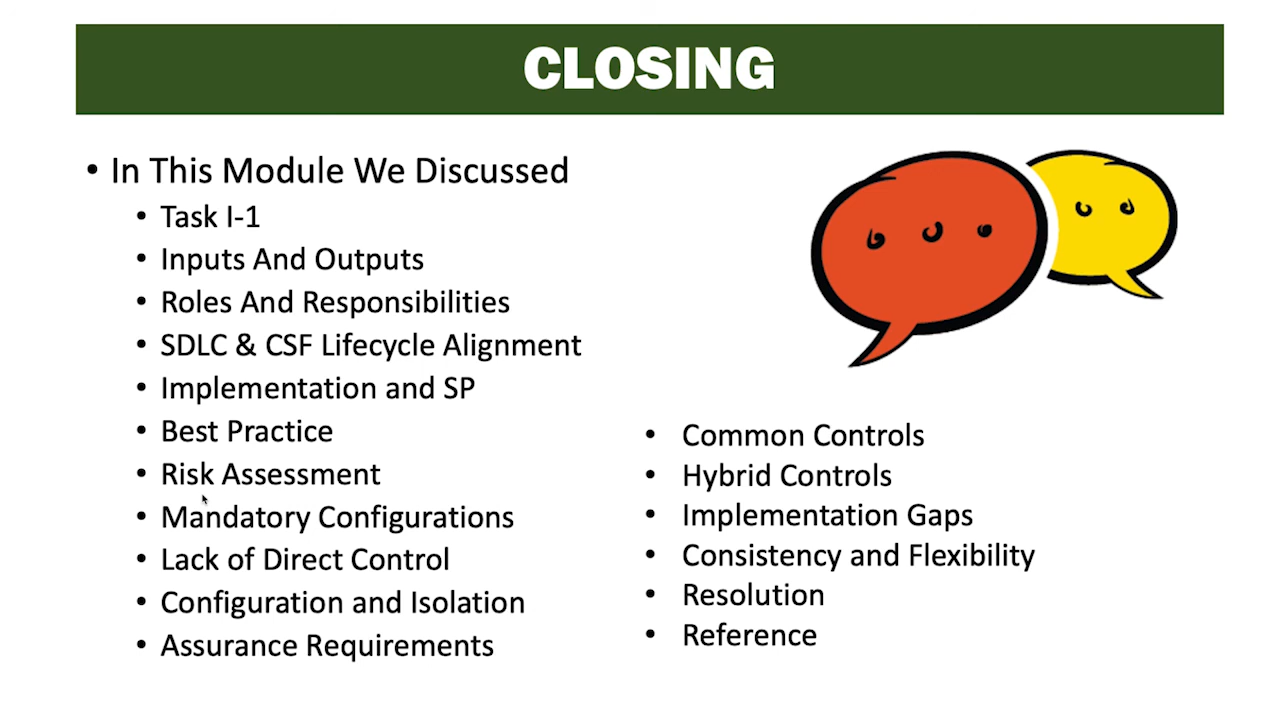 CLOSING
• In This Module We Discussed
• Task I-1
• Inputs And Outputs
• Roles And Responsibilities
• SDLC & CSF Lifecycle Alignment
• Implementation and SP
• Best Practice
• Risk Assessment
• Mandatory Configurations
• Lack of Direct Control
• Configuration and Isolation
• Assurance Requirements
• Common Controls
• Hybrid Controls
• Implementation Gaps
• Consistency and Flexibility
• Resolution
• Reference